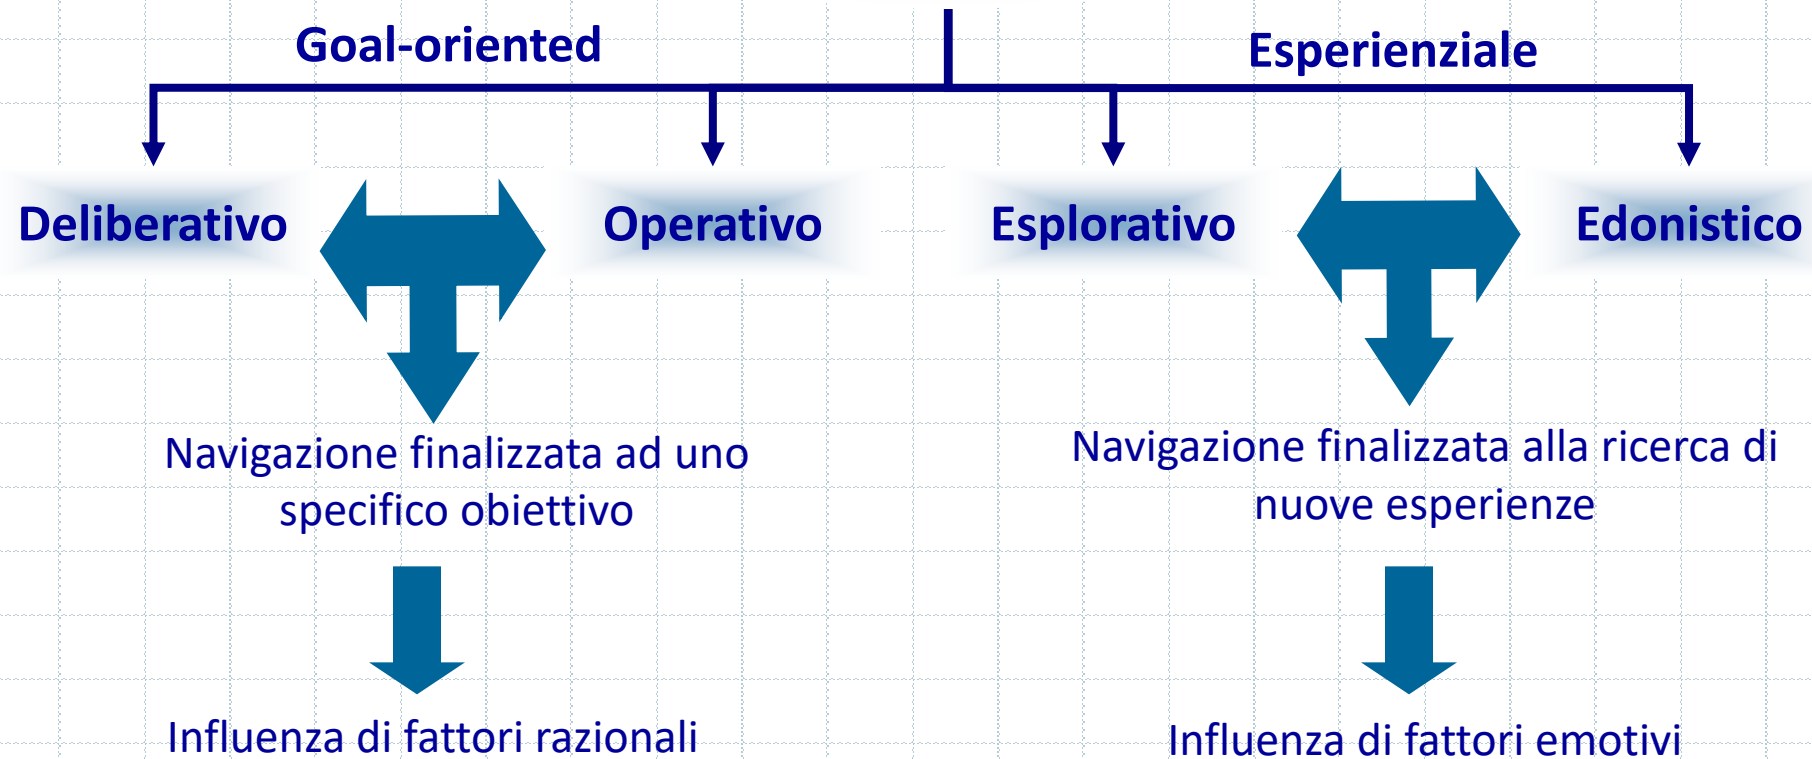 Goal-oriented
Esperienziale
Deliberativo
Operativo
Esplorativo
Edonistico
Navigazione finalizzata ad uno
specifico obiettivo
Navigazione finalizzata alla ricerca di
nuove esperienze
Influenza di fattori razionali
Influenza di fattori emotivi